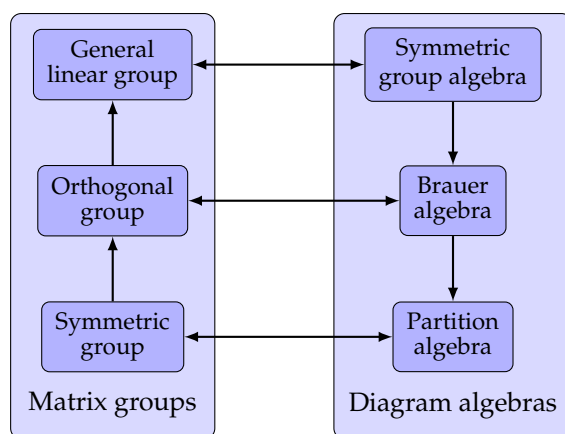 General
linear group
Symmetric
group algebra
Orthogonal
group
Brauer
algebra
Symmetric
group
Partition
algebra
Matrix groups
Diagram algebras